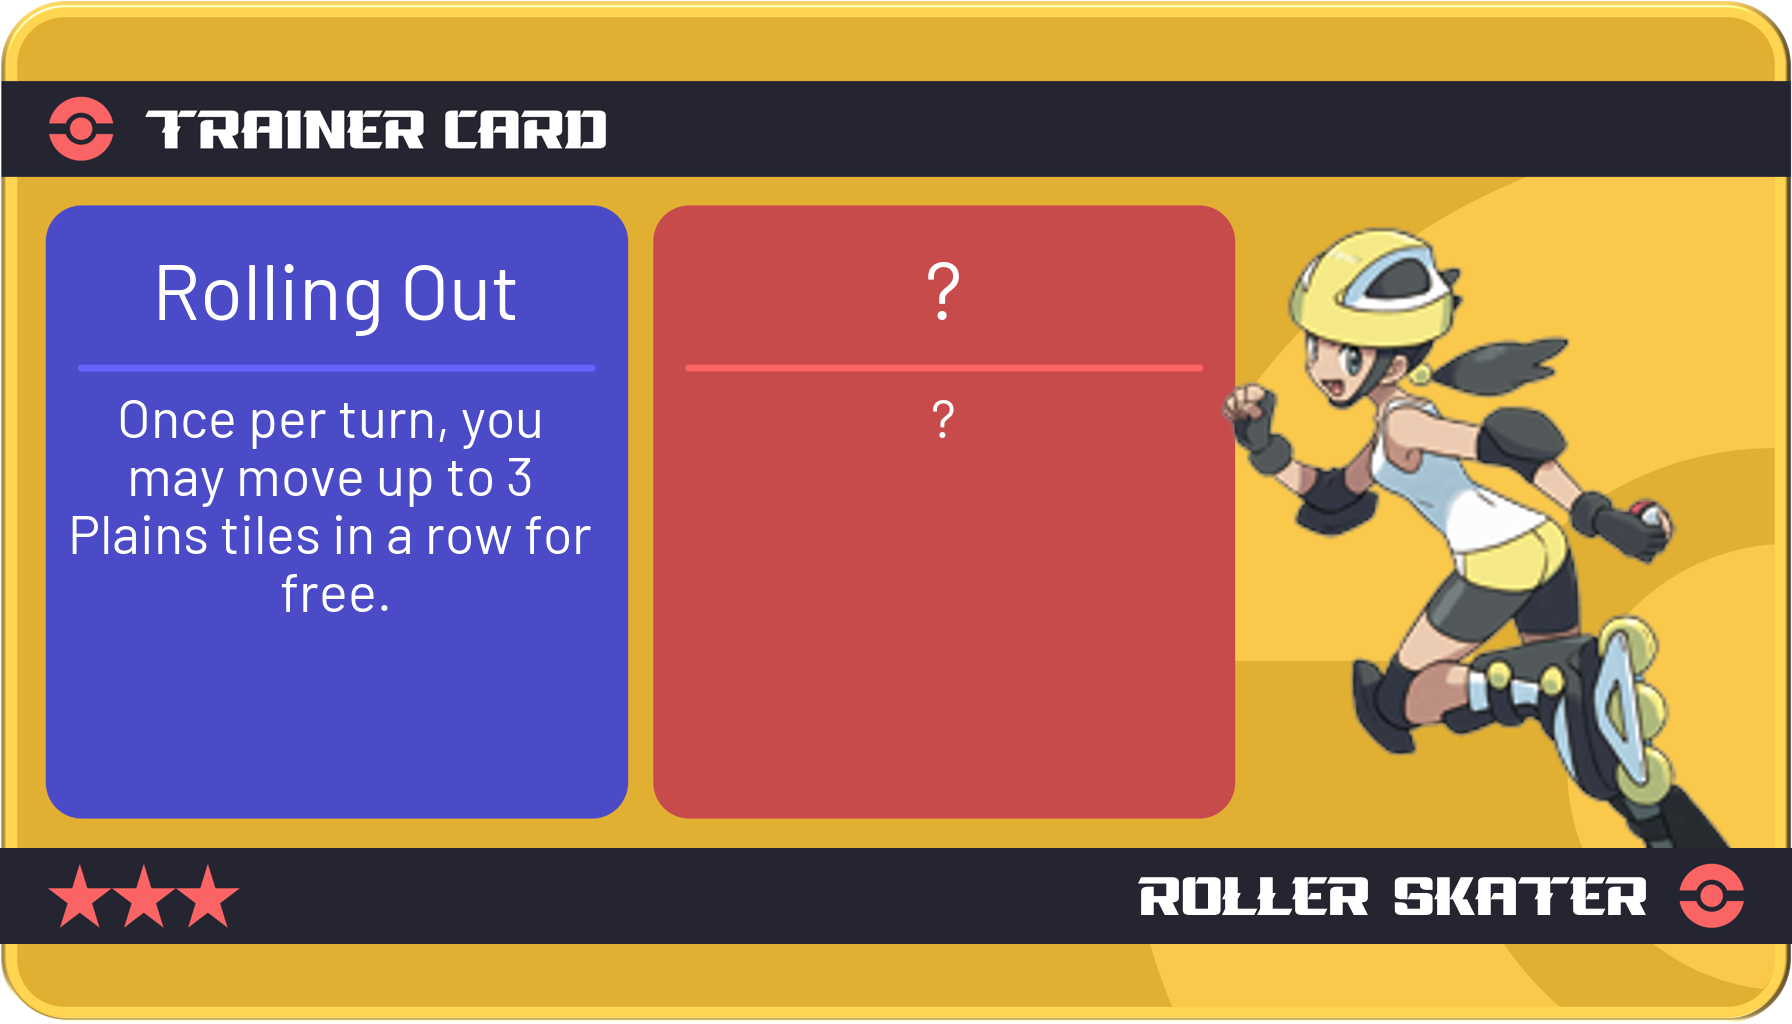 TRAINER CARD
Rolling Out
Once per turn, you
may move up to 3
Plains tiles in a row for
free.
?
?
ROLLER SKATER